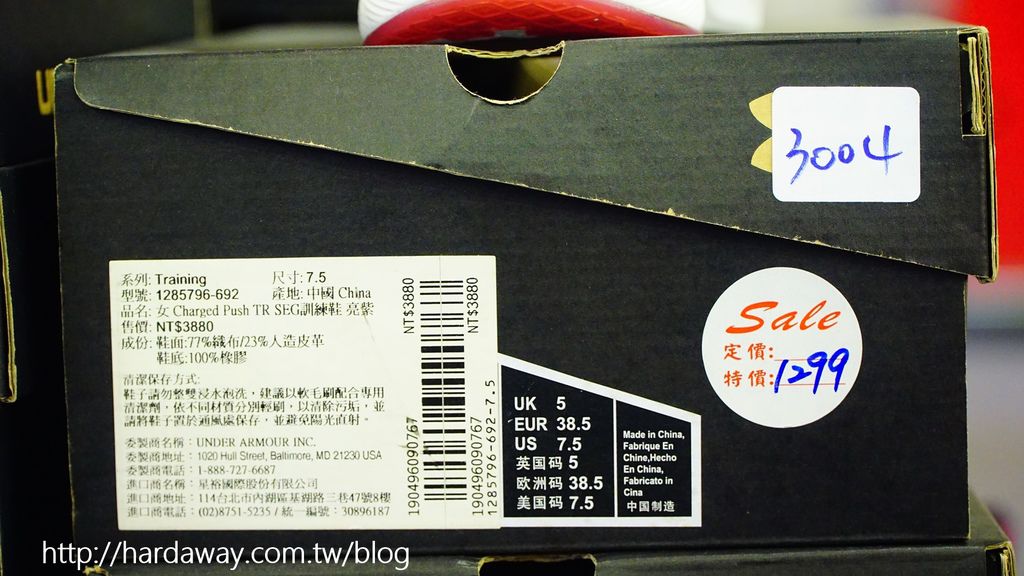 3004
系列: Training 尺寸: 7.5
型號: 1285796-692 產地: 中國 China
品名: 女 Charged Push TR SEG訓練鞋 亮紫
售價: NT$3880
成份: 鞋面:77%織布/23%人造皮革
鞋底:100%橡膠
清潔保存方式:
鞋子請勿整雙浸水泡洗，建議以軟毛刷配合專用
清潔劑，依不同材質分別輕刷，以清除污垢，並
請將鞋子置於通風處保存，並避免陽光直射。
委製商名稱：UNDER ARMOUR INC.
委製商地址：1020 Hull Street, Baltimore, MD 21230 USA
委製商電話：1-888-727-6687
進口商名稱：星裕國際股份有限公司
進口商地址：114台北市內湖區基湖路三巷47號8樓
進口商電話：(02)8751-5235 / 統一編號：30896187
NT$3880
190496090767
NT$3880
190496090767
1285796-692-7.5
UK 5
EUR 38.5
US 7.5
英国码 5
欧洲码 38.5
美国码 7.5
Made in China,
Fabrique En
Chine,Hecho
En China,
Fabricato in
Cina
中国制造
Sale
定價:
特價: 1299
http://hardaway.com.tw/blog